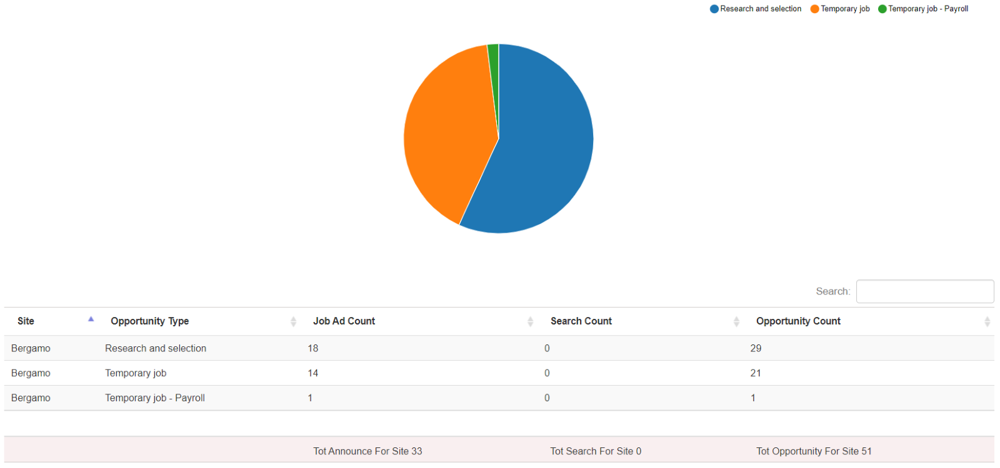 Research and selection Temporary job Temporary job - Payroll
Search:
Site Opportunity Type Job Ad Count Search Count Opportunity Count
Bergamo Research and selection 18 0 29
Bergamo Temporary job 14 0 21
Bergamo Temporary job - Payroll 1 0 1
Tot Announce For Site 33 Tot Search For Site 0 Tot Opportunity For Site 51